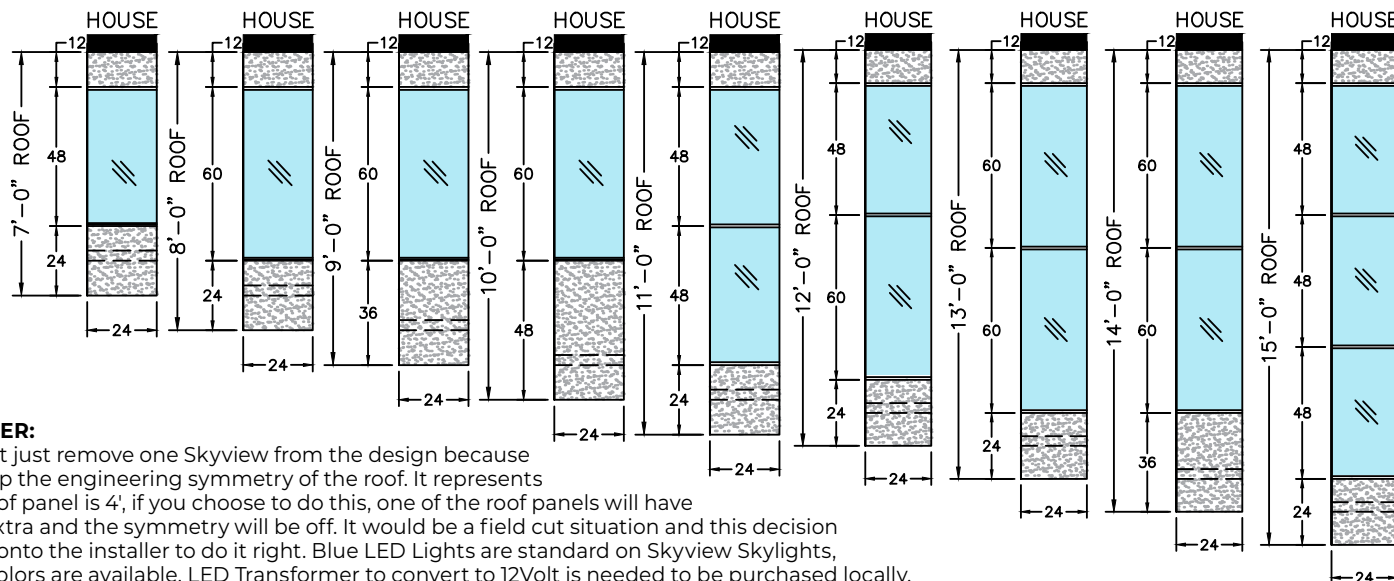 HOUSE HOUSE HOUSE HOUSE HOUSE HOUSE HOUSE HOUSE HOUSE
12 12 12 12 12 12 12 12 12
7'-0" ROOF
48
24
24
8'-0" ROOF
60
24
24
9'-0" ROOF
60
36
24
10'-0" ROOF
60
48
24
11'-0" ROOF
48
48
24
24
12'-0" ROOF
48
60
24
24
13'-0" ROOF
60
60
24
24
14'-0" ROOF
60
60
36
24
15'-0" ROOF
48
48
48
24
24
ER:
t just remove one Skyview from the design because
p the engineering symmetry of the roof. It represents
of panel is 4', if you choose to do this, one of the roof panels will have
xtra and the symmetry will be off. It would be a field cut situation and this decision
onto the installer to do it right. Blue LED Lights are standard on Skyview Skylights,
olors are available. LED Transformer to convert to 12Volt is needed to be purchased locally.